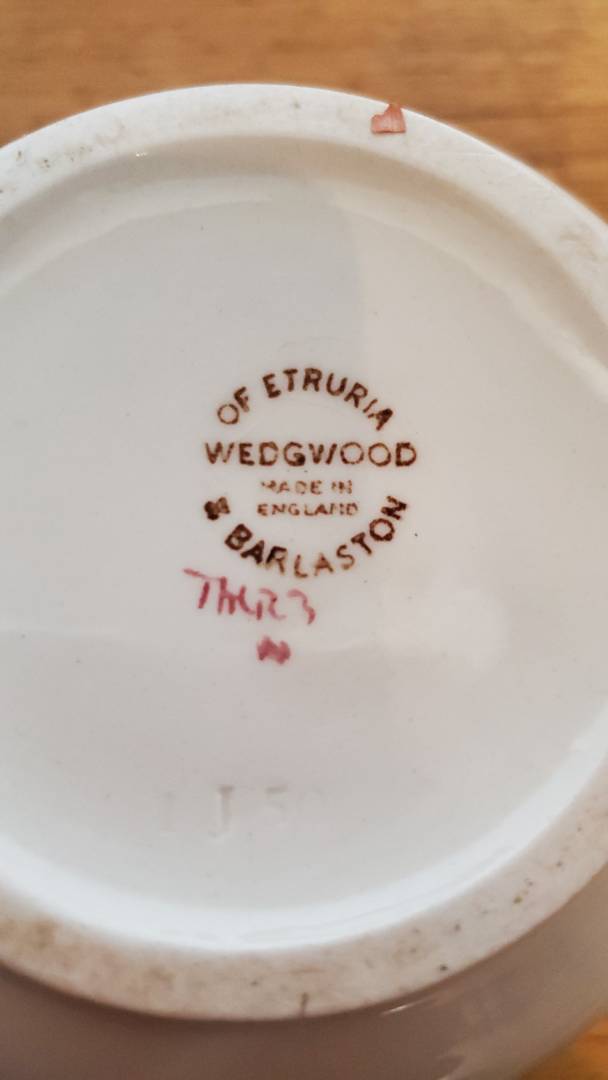 OF ETRURIA
WEDGWOOD
MADE IN
ENGLAND
BARLASTON